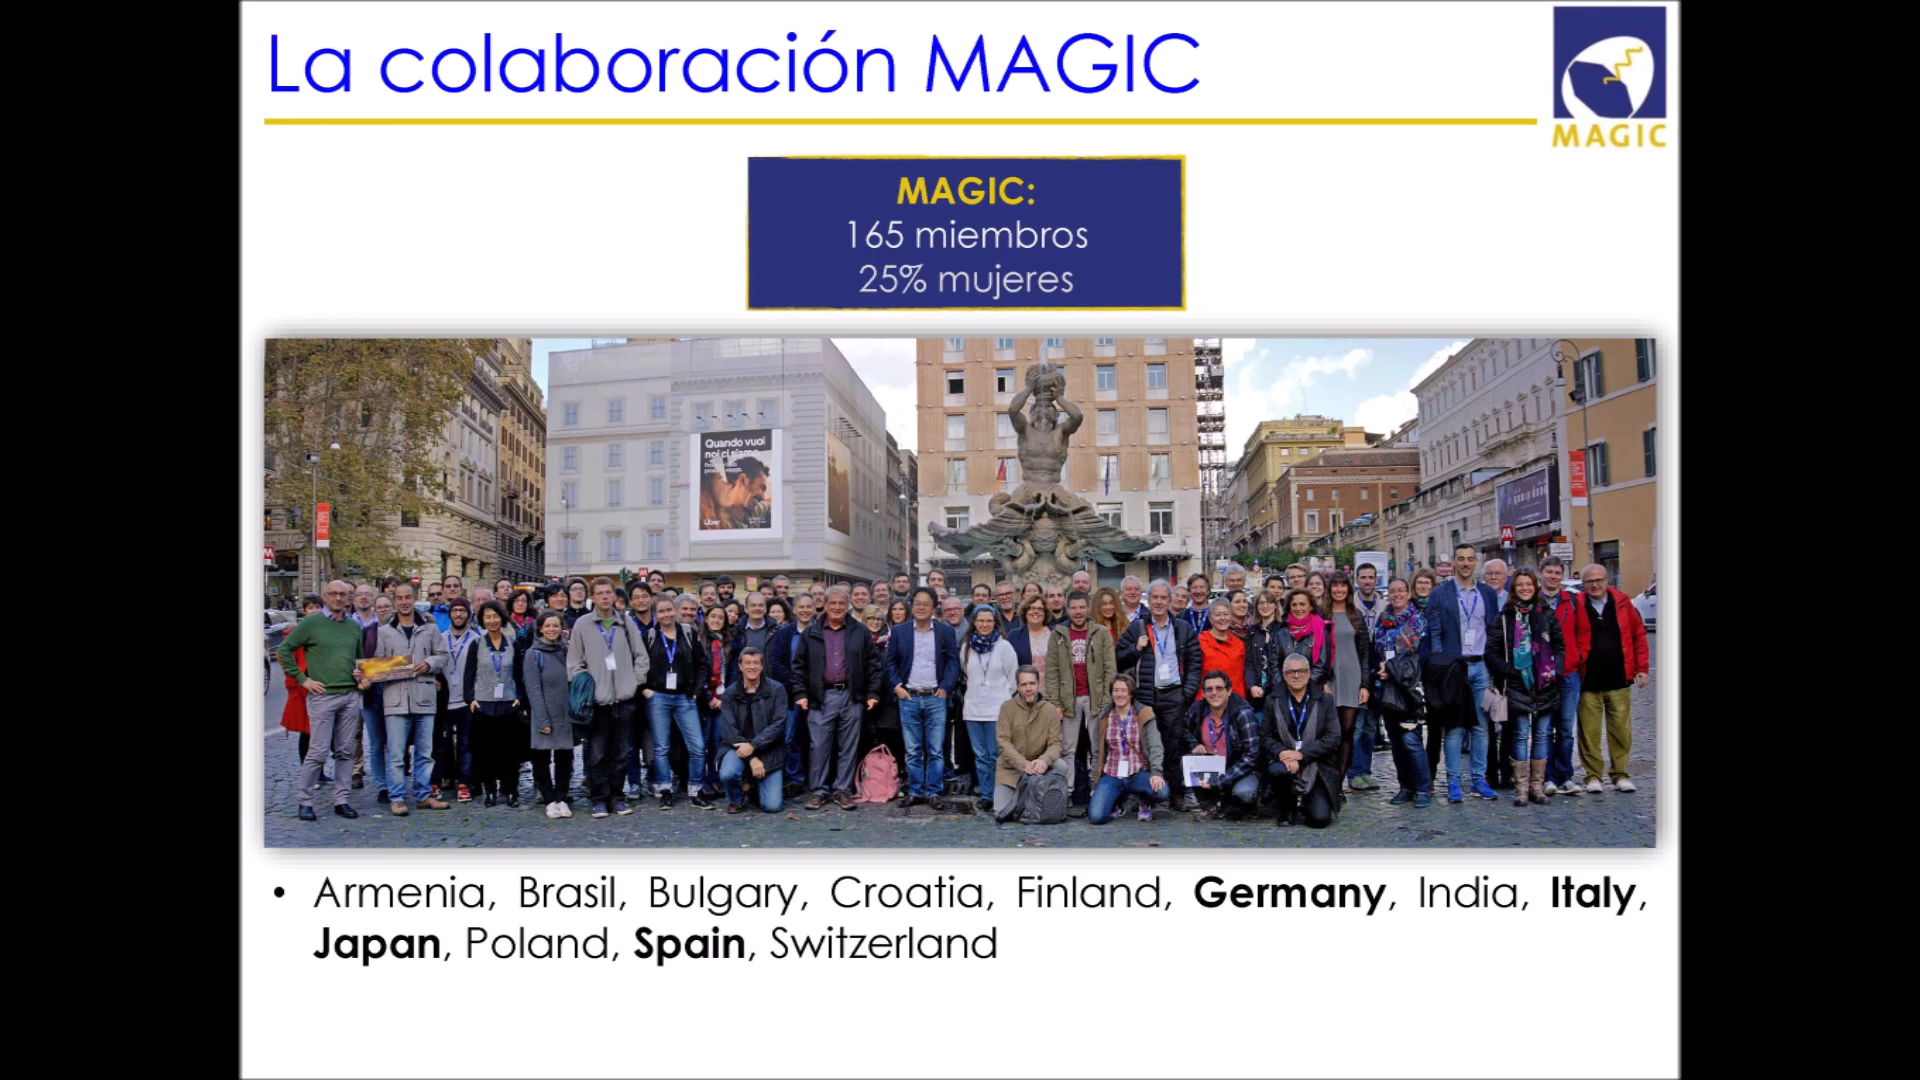 La colaboración MAGIC
MAGIC
MAGIC:
165 miembros
25% mujeres
Quando vuoi
noi ci siamo.
Uber
• Armenia, Brasil, Bulgary, Croatia, Finland, Germany, India, Italy,
Japan, Poland, Spain, Switzerland